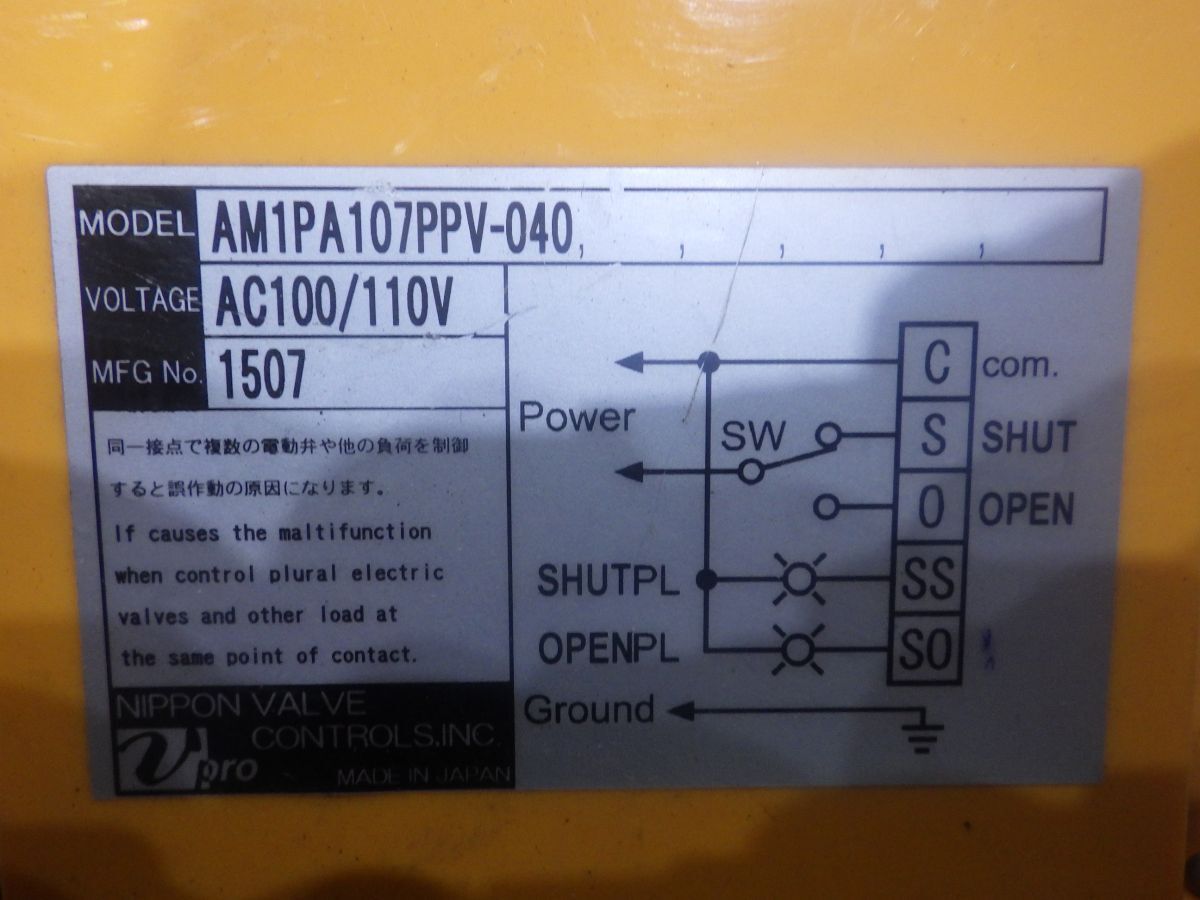 MODEL AM1PA107PPV-040, , , , ,
VOLTAGE AC100/110V
MFG No. 1507
同一接点で複数の電動弁や他の負荷を制御
すると誤作動の原因になります。
If causes the maltifunction
when control plural electric
valves and other load at
the same point of contact.
NIPPON VALVE
CONTROLS,INC.
Vpro
MADE IN JAPAN
C com.
Power
SW S SHUT
O OPEN
SHUTPL SS
OPENPL SO
Ground